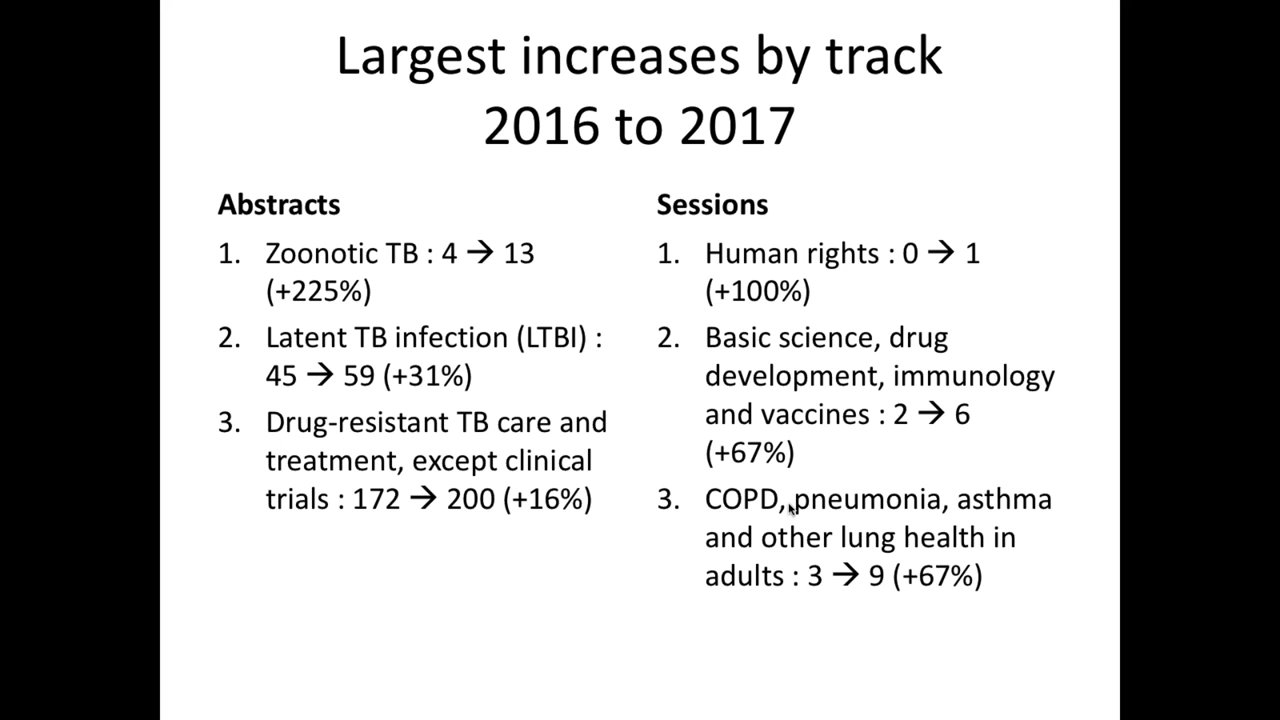 Largest increases by track
2016 to 2017
Abstracts
1. Zoonotic TB : 4 → 13
(+225%)
2. Latent TB infection (LTBI) :
45 → 59 (+31%)
3. Drug-resistant TB care and
treatment, except clinical
trials : 172 → 200 (+16%)
Sessions
1. Human rights : 0 → 1
(+100%)
2. Basic science, drug
development, immunology
and vaccines : 2 → 6
(+67%)
3. COPD, pneumonia, asthma
and other lung health in
adults : 3 → 9 (+67%)